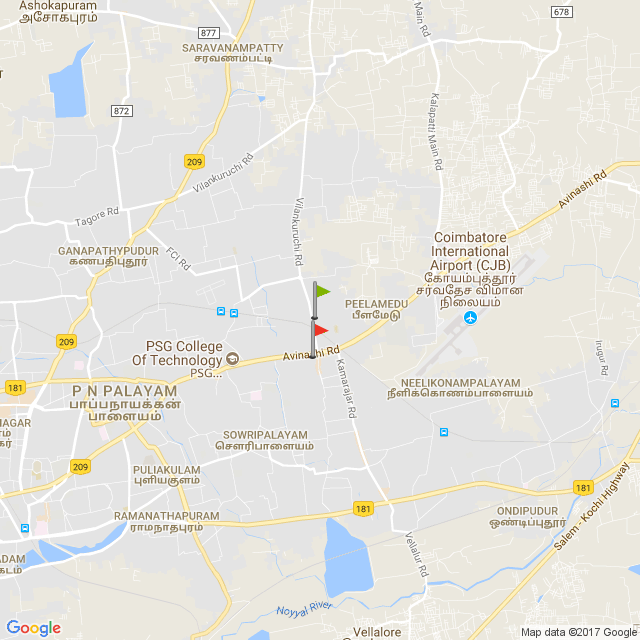 Ashokapuram
அசோகபுரம்
877
678
SARAVANAMPATTY
சரவணம்பட்டி
Main Rd
872
Kalapatti Main Rd
209
Vilankuruchi Rd
Avinashi Rd
Tagore Rd
Vilankuruchi Rd
FCI Rd
GANAPATHYPUDUR
கணபதிபுதூர்
Coimbatore
International
Airport (CJB)
கோயம்புத்தூர்
சர்வதேச விமான
நிலையம்
PEELAMEDU
பீளமேடு
209
PSG College
Of Technology
PSG...
Avinashi Rd
Irugur Rd
Kamarajar Rd
181
P N PALAYAM
பாப்பநாயக்கன்
பாளையம்
NEELIKONAMPALAYAM
நீளிக்கொணம்பாளையம்
NAGAR
SOWRIPALAYAM
சௌரிபாளையம்
209
PULIAKULAM
புளியகுளம்
181
181
RAMANATHAPURAM
ராமநாதபுரம்
ONDIPUDUR
ஒண்டிப்புதூர்
Salem - Kochi Highway
Vellalur Rd
Noyyal River
Vellalore
வெள்ளலூர்
Google
Map data ©2017 Google